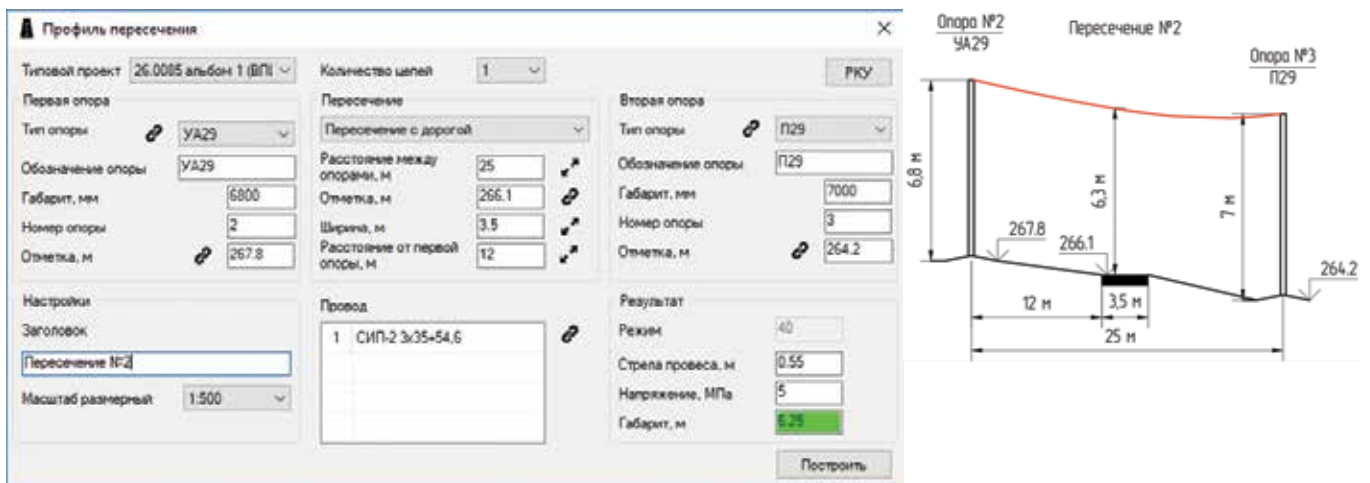 Профиль пересечения
Типовой проект 26.0085 альбом 1 (ВЛІ
Количество цепей 1
РКУ
Первая опора
Тип опоры УА29
Обозначение опоры УА29
Габарит, мм 6800
Номер опоры 2
Отметка, м 267.8
Пересечение
Пересечение с дорогой
Расстояние между
опорами, м 25
Отметка, м 266.1
Ширина, м 3.5
Расстояние от первой
опоры, м 12
Вторая опора
Тип опоры П29
Обозначение опоры П29
Габарит, мм 7000
Номер опоры 3
Отметка, м 264.2
Настройки
Заголовок
Пересечение №2
Масштаб размерный 1:500
Провод
1 СИП-2 3х35+54,6
Результат
Режим 40
Стрела провеса, м 0.55
Напряжение, МПа 5
Габарит, м 6.25
Построить
Опора №2
УА29
Пересечение №2
Опора №3
П29
6,8 м
6,3 м
7 м
267.8
266.1
264.2
12 м
3,5 м
25 м